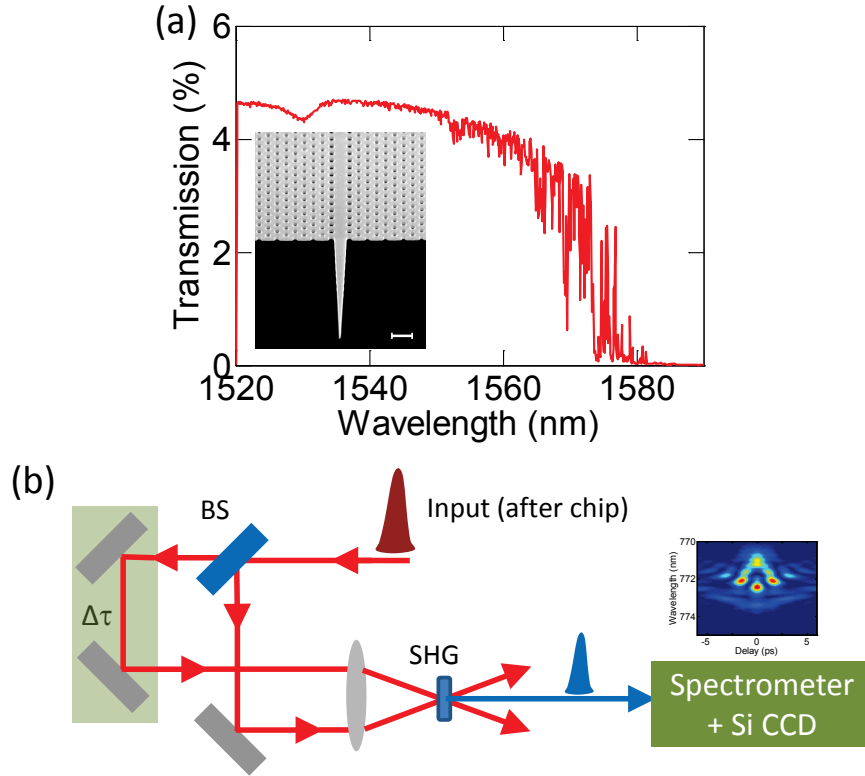 (a)
Transmission (%)
6
4
2
0
1520
1540
1560
1580
Wavelength (nm)
(b)
BS
Input (after chip)
Δτ
SHG
Wavelength (nm)
770
772
774
-5
0
5
Delay (ps)
Spectrometer
+ Si CCD